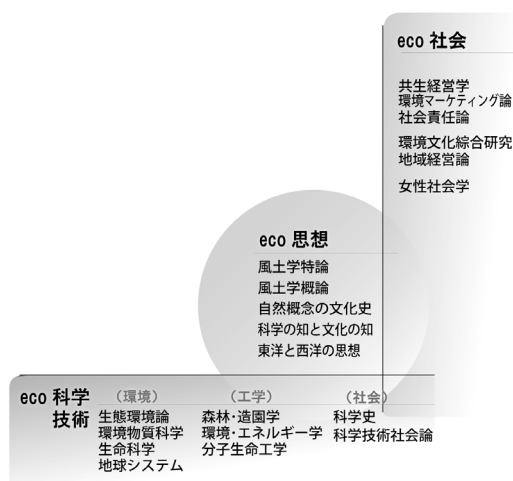 eco 社会
共生経営学
環境マーケティング論
社会責任論
環境文化綜合研究
地域経営論
女性社会学
eco 思想
風土学特論
風土学概論
自然概念の文化史
科学の知と文化の知
東洋と西洋の思想
eco 科学
技術
（環境）
生態環境論
環境物質科学
生命科学
地球システム
（工学）
森林・造園学
環境・エネルギー学
分子生命工学
（社会）
科学史
科学技術社会論